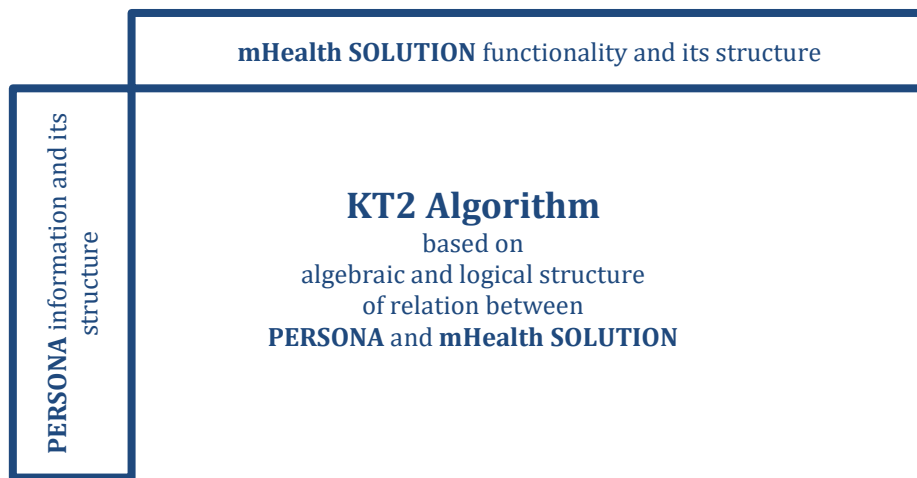 mHealth SOLUTION functionality and its structure
PERSONA information and its
structure
KT2 Algorithm
based on
algebraic and logical structure
of relation between
PERSONA and mHealth SOLUTION